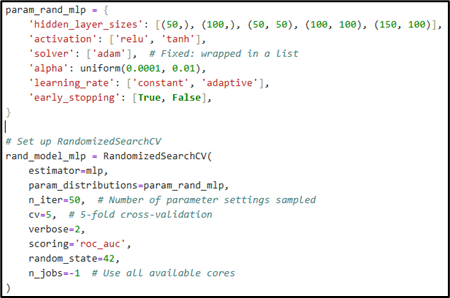 param_rand_mlp = {
    'hidden_layer_sizes': [(50,), (100,), (50, 50), (100, 100), (150, 100)],
    'activation': ['relu', 'tanh'],
    'solver': ['adam'],  # Fixed: wrapped in a list
    'alpha': uniform(0.0001, 0.01),
    'learning_rate': ['constant', 'adaptive'],
    'early_stopping': [True, False],
}
# Set up RandomizedSearchCV
rand_model_mlp = RandomizedSearchCV(
    estimator=mlp,
    param_distributions=param_rand_mlp,
    n_iter=50,  # Number of parameter settings sampled
    cv=5,  # 5-fold cross-validation
    verbose=2,
    scoring='roc_auc',
    random_state=42,
    n_jobs=-1  # Use all available cores
)